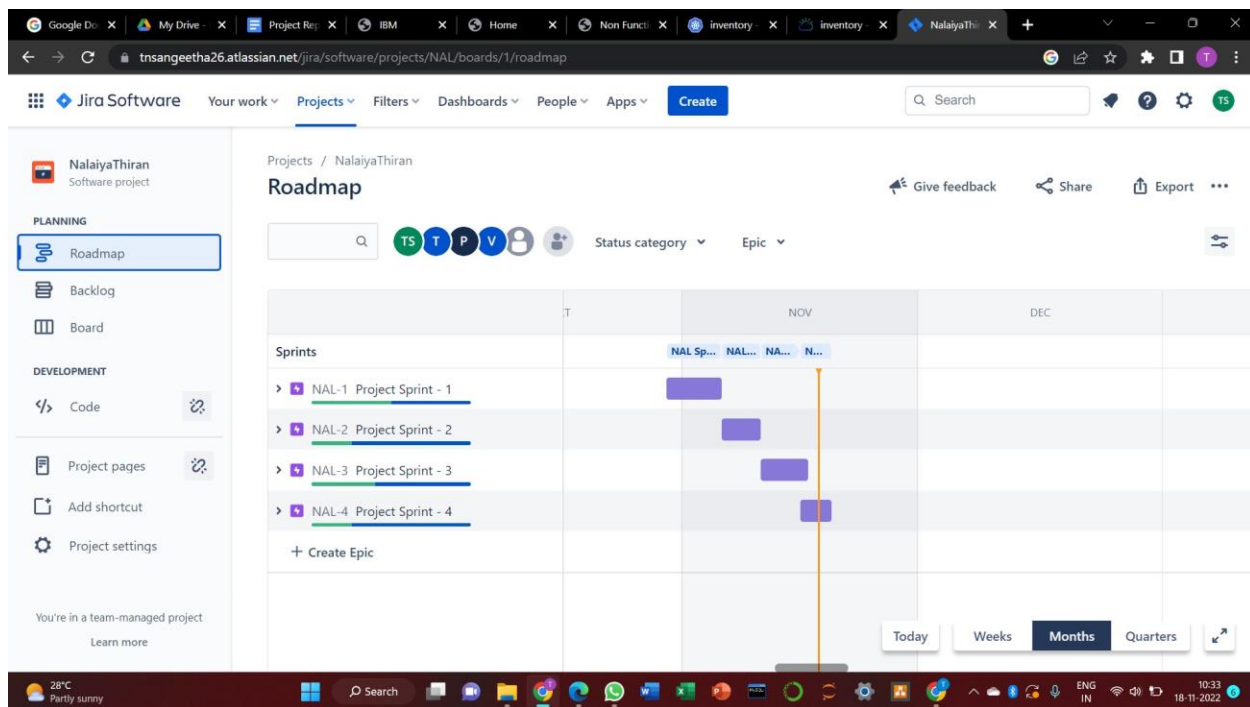 Google Do
My Drive -
Project Rep
IBM
Home
Non Functi
inventory -
inventory -
NalaiyaThi
tnsangeetha26.atlassian.net/jira/software/projects/NAL/boards/1/roadmap
T
Jira Software
Your work
Projects
Filters
Dashboards
People
Apps
Create
Search
TS
NalaiyaThiran
Software project
PLANNING
Roadmap
Backlog
Board
DEVELOPMENT
Code
Project pages
Add shortcut
Project settings
You're in a team-managed project
Learn more
Projects / NalaiyaThiran
Roadmap
Give feedback
Share
Export
TS T P V
Status category
Epic
T NOV DEC
Sprints
NAL Sp... NAL... NA... N...
NAL-1 Project Sprint - 1
NAL-2 Project Sprint - 2
NAL-3 Project Sprint - 3
NAL-4 Project Sprint - 4
+ Create Epic
Today
Weeks
Months
Quarters
28°C
Partly sunny
Search
ENG
IN
10:33
18-11-2022
6